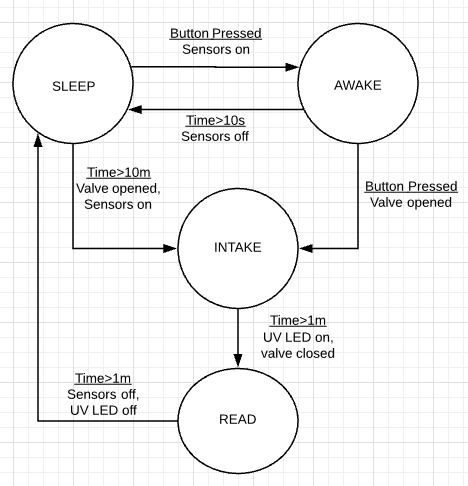 Button Pressed
Sensors on
SLEEP
AWAKE
Time>10s
Sensors off
Time>10m
Valve opened,
Sensors on
Button Pressed
Valve opened
INTAKE
Time>1m
UV LED on,
valve closed
Time>1m
Sensors off,
UV LED off
READ